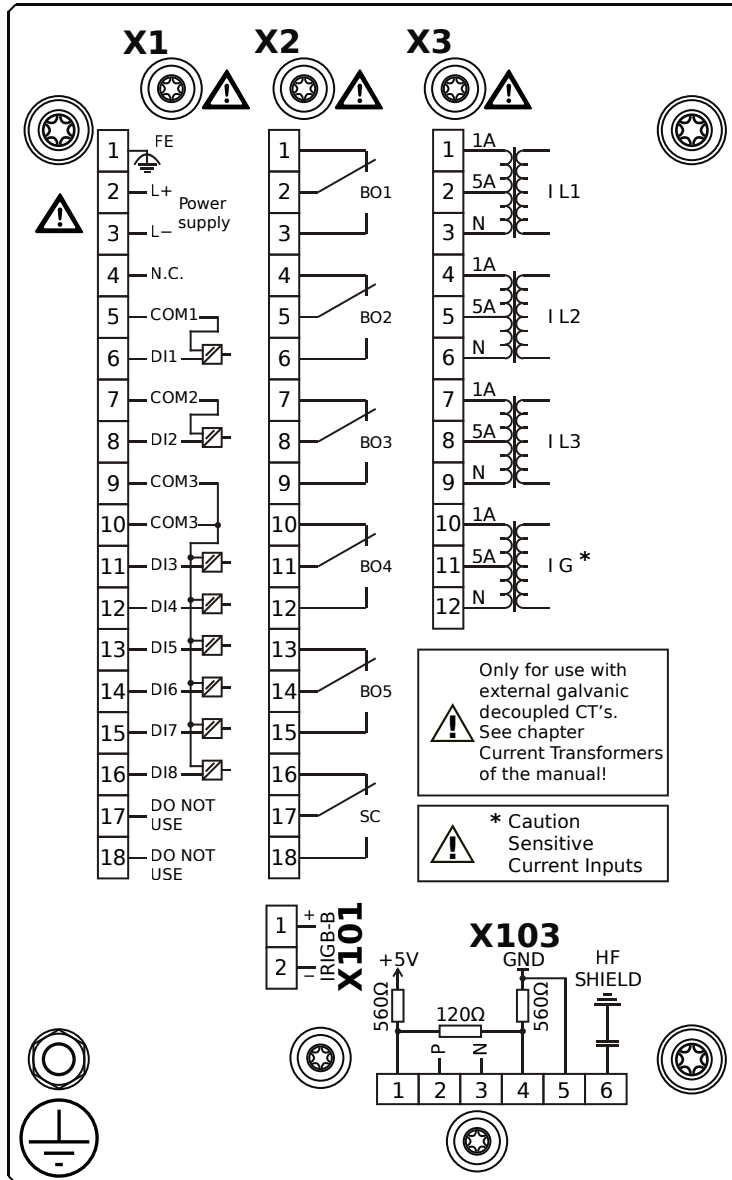 X1 X2 X3
1 FE
2 L+
3 L−
Power
supply
4 N.C.
5 COM1
6 DI1
7 COM2
8 DI2
9 COM3
10 COM3
11 DI3
12 DI4
13 DI5
14 DI6
15 DI7
16 DI8
17 DO NOT
USE
18 DO NOT
USE
1
2 BO1
3
4
5 BO2
6
7
8 BO3
9
10
11 BO4
12
13
14 BO5
15
16
17 SC
18
1 1A
2 5A I L1
3 N
4 1A
5 5A I L2
6 N
7 1A
8 5A I L3
9 N
10 1A
11 5A I G *
12 N
!
!
!
!
! Only for use with
external galvanic
decoupled CT's.
See chapter
Current Transformers
of the manual!
! * Caution
Sensitive
Current Inputs
1 +
2 −
IRIGB-B
X101
X103
+5V GND HF
SHIELD
560Ω 120Ω 560Ω
P N
1 2 3 4 5 6